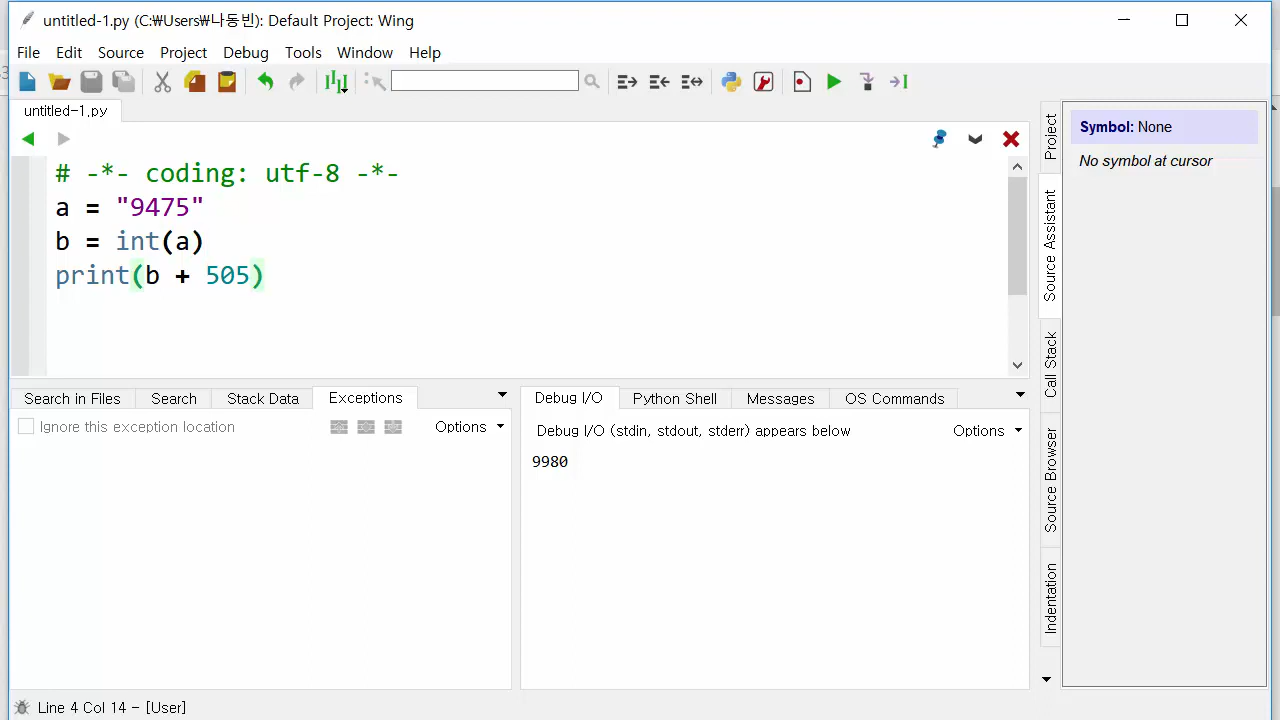 untitled-1.py (C:₩Users₩나동빈): Default Project: Wing
File Edit Source Project Debug Tools Window Help
untitled-1.py
# -*- coding: utf-8 -*-
a = "9475"
b = int(a)
print(b + 505)
Project
Source Assistant
Call Stack
Source Browser
Indentation
Symbol: None
No symbol at cursor
Search in Files Search Stack Data Exceptions
Ignore this exception location Options
Debug I/O Python Shell Messages OS Commands
Debug I/O (stdin, stdout, stderr) appears below Options
9980
Line 4 Col 14 - [User]